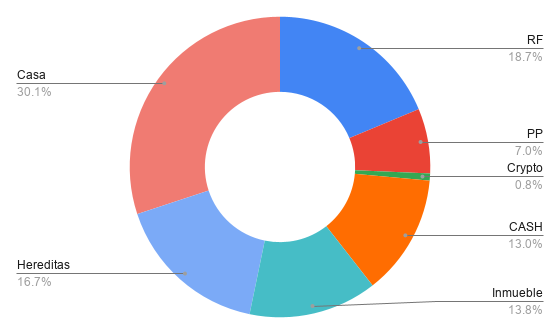 RF
18.7%
PP
7.0%
Crypto
0.8%
CASH
13.0%
Inmueble
13.8%
Hereditas
16.7%
Casa
30.1%